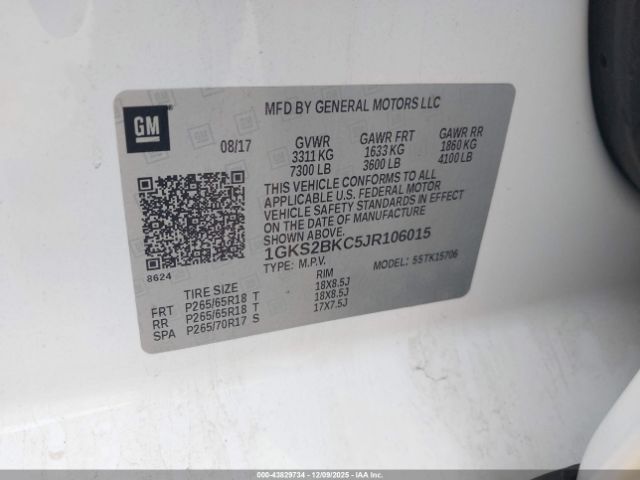 GM
MFD BY GENERAL MOTORS LLC
08/17
GVWR GAWR FRT GAWR RR
3311 KG 1633 KG 1860 KG
7300 LB 3600 LB 4100 LB
THIS VEHICLE CONFORMS TO ALL
APPLICABLE U.S. FEDERAL MOTOR
VEHICLE SAFETY STANDARDS IN EFFECT
ON THE DATE OF MANUFACTURE
SHOWN ABOVE.
1GKS2BKC5JR106015
TYPE: M.P.V. MODEL: 5STK15706
8624
TIRE SIZE RIM
FRT P265/65R18 T 18X8.5J
RR P265/65R18 T 18X8.5J
SPA P265/70R17 S 17X7.5J
000-43829734 - 12/09/2025 - IAA, Inc.